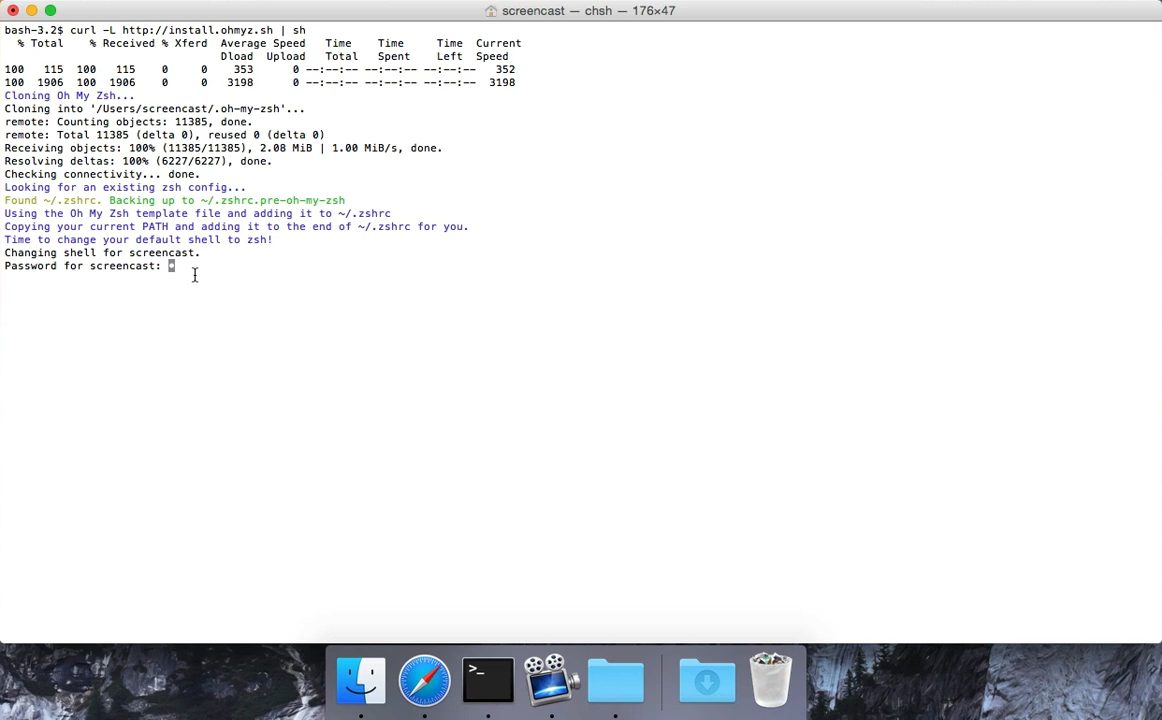 screencast — chsh — 176×47
bash-3.2$ curl -L http://install.ohmyz.sh | sh
% Total % Received % Xferd Average Speed Time Time Time Current
Dload Upload Total Spent Left Speed
100 115 100 115 0 0 353 0 --:--:-- --:--:-- --:--:-- 352
100 1906 100 1906 0 0 3198 0 --:--:-- --:--:-- --:--:-- 3198
Cloning Oh My Zsh...
Cloning into '/Users/screencast/.oh-my-zsh'...
remote: Counting objects: 11385, done.
remote: Total 11385 (delta 0), reused 0 (delta 0)
Receiving objects: 100% (11385/11385), 2.08 MiB | 1.00 MiB/s, done.
Resolving deltas: 100% (6227/6227), done.
Checking connectivity... done.
Looking for an existing zsh config...
Found ~/.zshrc. Backing up to ~/.zshrc.pre-oh-my-zsh
Using the Oh My Zsh template file and adding it to ~/.zshrc
Copying your current PATH and adding it to the end of ~/.zshrc for you.
Time to change your default shell to zsh!
Changing shell for screencast.
Password for screencast:
>_